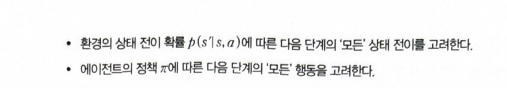 • 환경의 상태 전이 확률 p(s′|s, a)에 따른 다음 단계의 '모든' 상태 전이를 고려한다.
• 에이전트의 정책 π에 따른 다음 단계의 '모든' 행동을 고려한다.